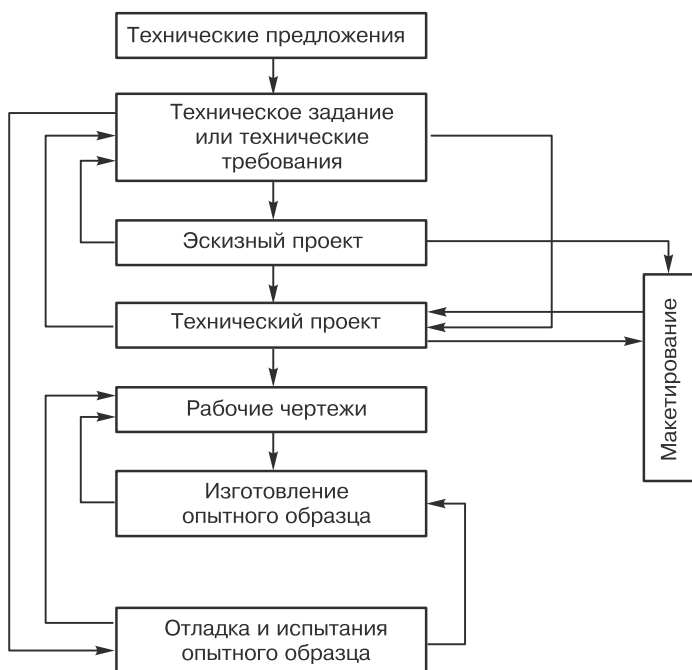 Технические предложения
Техническое задание
или технические
требования
Эскизный проект
Технический проект
Макетирование
Рабочие чертежи
Изготовление
опытного образца
Отладка и испытания
опытного образца